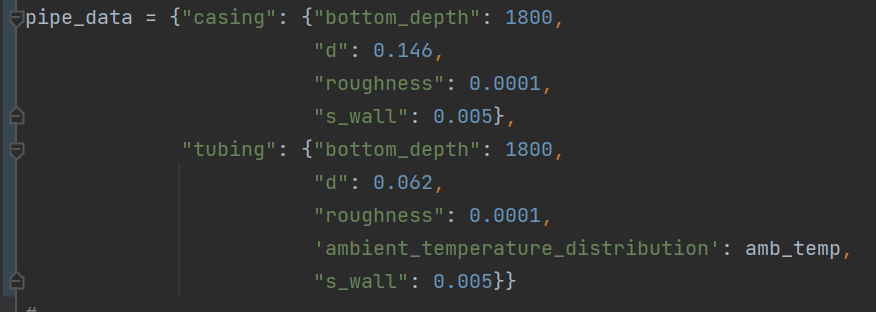 pipe_data = {"casing": {"bottom_depth": 1800,
"d": 0.146,
"roughness": 0.0001,
"s_wall": 0.005},
"tubing": {"bottom_depth": 1800,
"d": 0.062,
"roughness": 0.0001,
'ambient_temperature_distribution': amb_temp,
"s_wall": 0.005}}
#